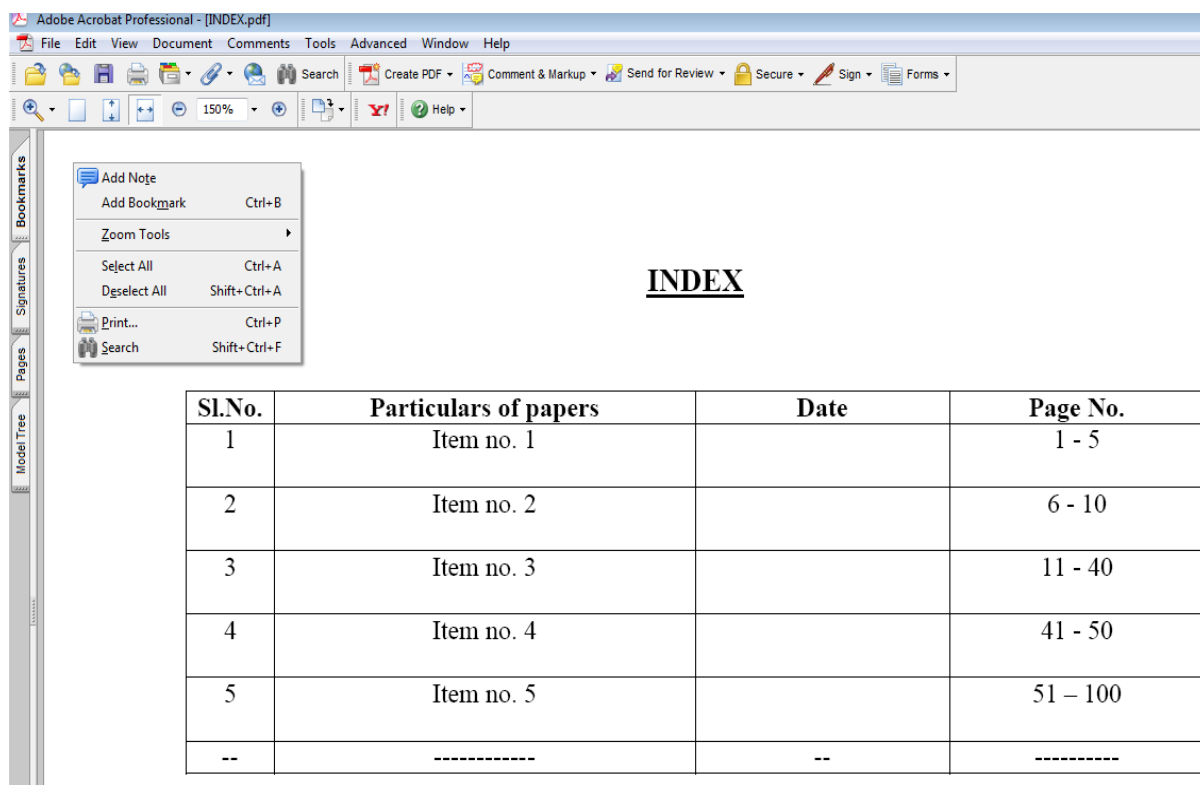 Adobe Acrobat Professional - [INDEX.pdf]
File Edit View Document Comments Tools Advanced Window Help
Search Create PDF Comment & Markup Send for Review Secure Sign Forms
150% Y! Help
Bookmarks
Signatures
Pages
Model Tree
Add Note
Add Bookmark Ctrl+B
Zoom Tools
Select All Ctrl+A
Deselect All Shift+Ctrl+A
Print... Ctrl+P
Search Shift+Ctrl+F
INDEX
Sl.No. Particulars of papers Date Page No.
1 Item no. 1 1 - 5
2 Item no. 2 6 - 10
3 Item no. 3 11 - 40
4 Item no. 4 41 - 50
5 Item no. 5 51 – 100
-- ------------ -- ----------